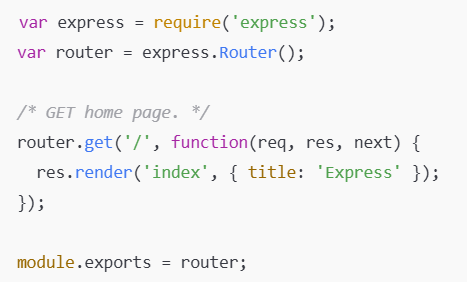 var express = require('express');
var router = express.Router();
/* GET home page. */
router.get('/', function(req, res, next) {
  res.render('index', { title: 'Express' });
});
module.exports = router;